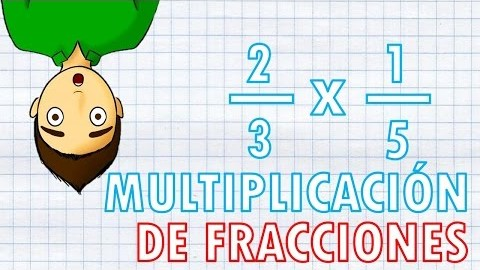 2/3 x 1/5
MULTIPLICACIÓN
DE FRACCIONES